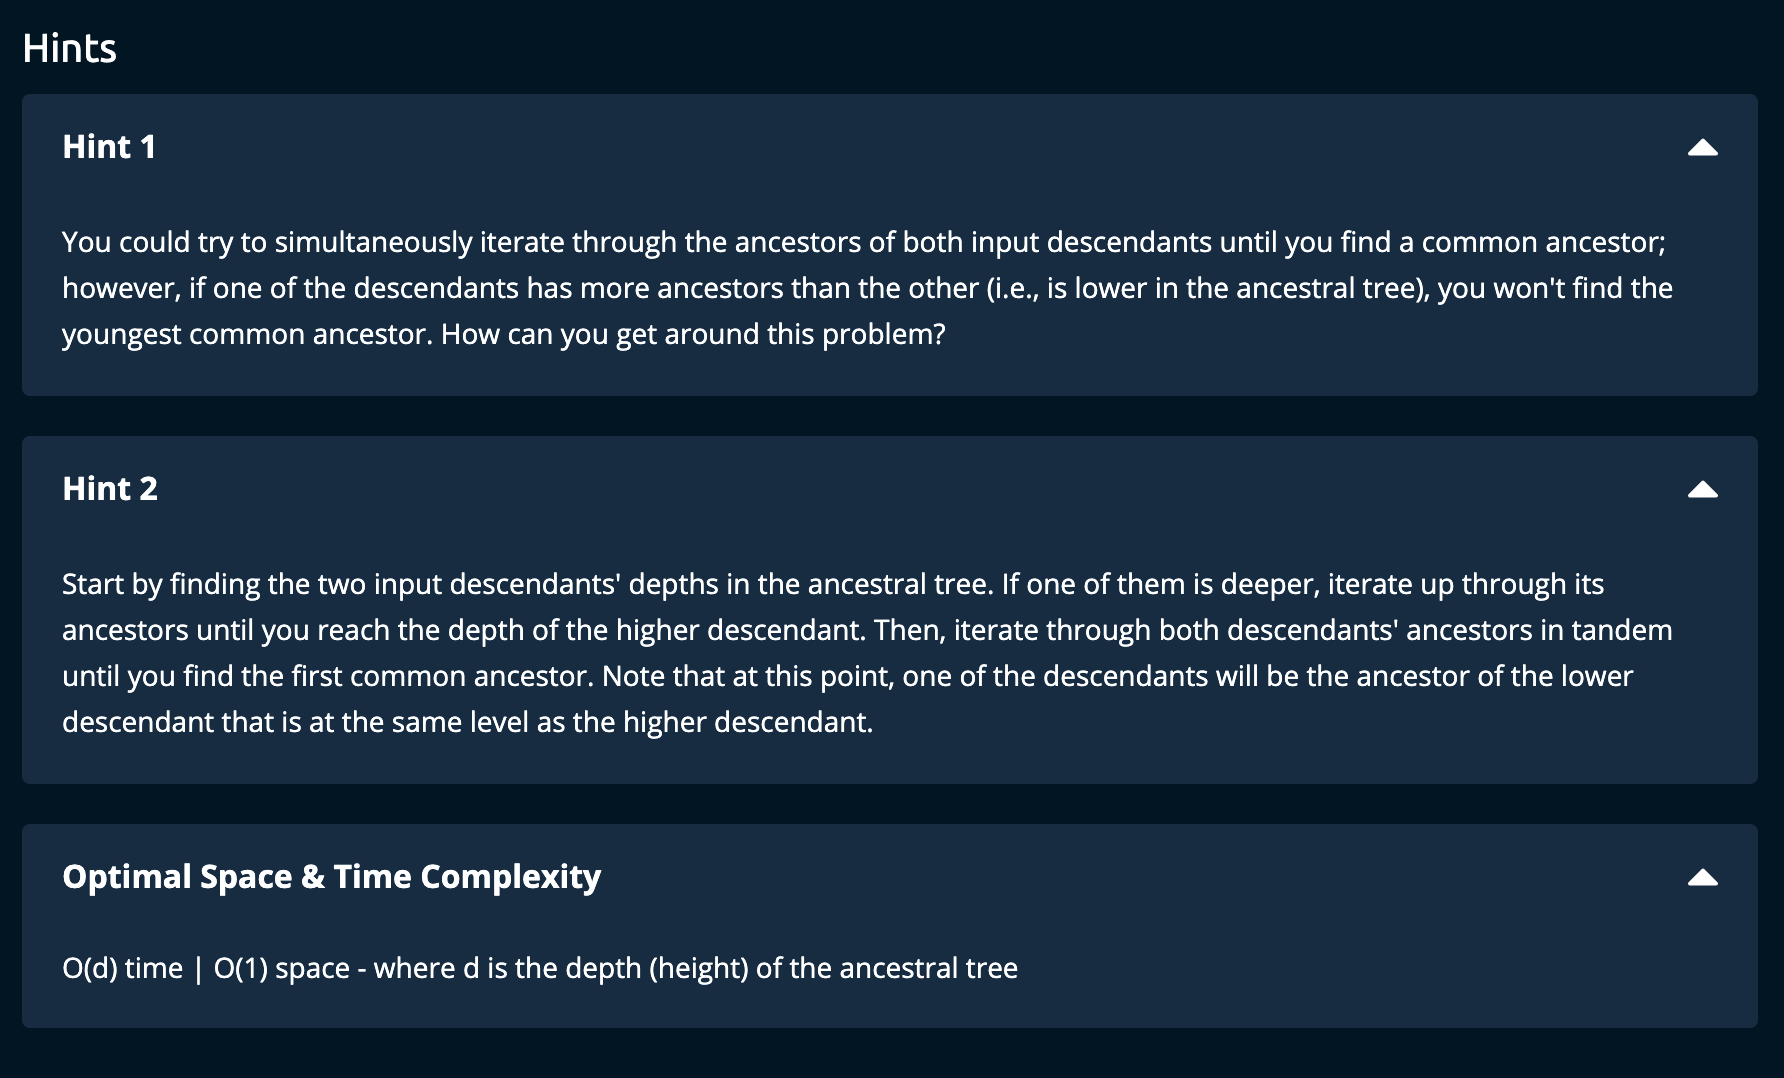 Hints
Hint 1
You could try to simultaneously iterate through the ancestors of both input descendants until you find a common ancestor;
however, if one of the descendants has more ancestors than the other (i.e., is lower in the ancestral tree), you won't find the
youngest common ancestor. How can you get around this problem?
Hint 2
Start by finding the two input descendants' depths in the ancestral tree. If one of them is deeper, iterate up through its
ancestors until you reach the depth of the higher descendant. Then, iterate through both descendants' ancestors in tandem
until you find the first common ancestor. Note that at this point, one of the descendants will be the ancestor of the lower
descendant that is at the same level as the higher descendant.
Optimal Space & Time Complexity
O(d) time | O(1) space - where d is the depth (height) of the ancestral tree